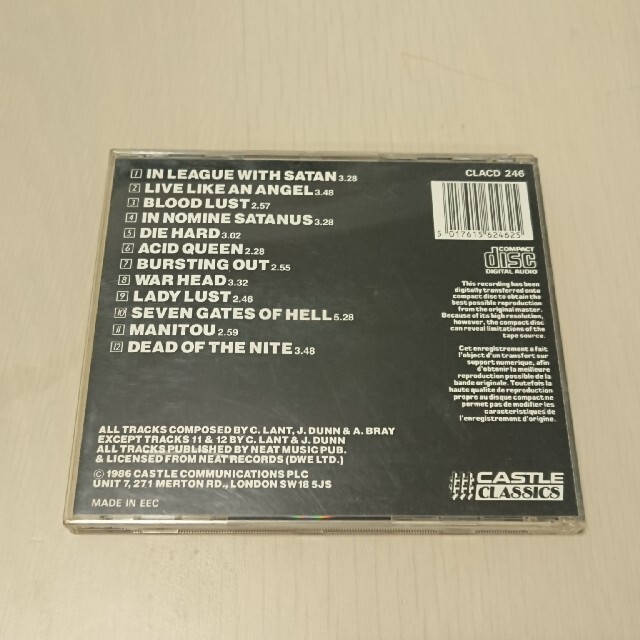 1 IN LEAGUE WITH SATAN 3.28
2 LIVE LIKE AN ANGEL 3.48
3 BLOOD LUST 2.57
4 IN NOMINE SATANUS 3.28
5 DIE HARD 3.02
6 ACID QUEEN 2.28
7 BURSTING OUT 2.55
8 WAR HEAD 3.32
9 LADY LUST 2.46
10 SEVEN GATES OF HELL 5.28
11 MANITOU 2.59
12 DEAD OF THE NITE 3.48
ALL TRACKS COMPOSED BY C. LANT, J. DUNN & A. BRAY
EXCEPT TRACKS 11 & 12 BY C. LANT & J. DUNN
ALL TRACKS PUBLISHED BY NEAT MUSIC PUB.
& LICENSED FROM NEAT RECORDS (DWE LTD.)
© 1986 CASTLE COMMUNICATIONS PLC
UNIT 7, 271 MERTON RD., LONDON SW18 5JS
MADE IN EEC
CLACD 246
5 017615 624625
COMPACT
disc
DIGITAL AUDIO
This recording has been
digitally transferred onto
compact disc to obtain the
best possible reproduction
from the original master.
Because of its high resolution,
however, the compact disc
can reveal limitations of the
tape source.
Cet enregistrement a fait
l'object d'un transfert sur
support numerique, afin
d'obtenir la meilleure
reproduction possible de la
bande originale. Toutefois la
haute qualite de reproduction
propre au disque compact ne
permet pas de modifier les
caracteristiques de
l'enregistrement d'origine.
CASTLE
CLASSICS